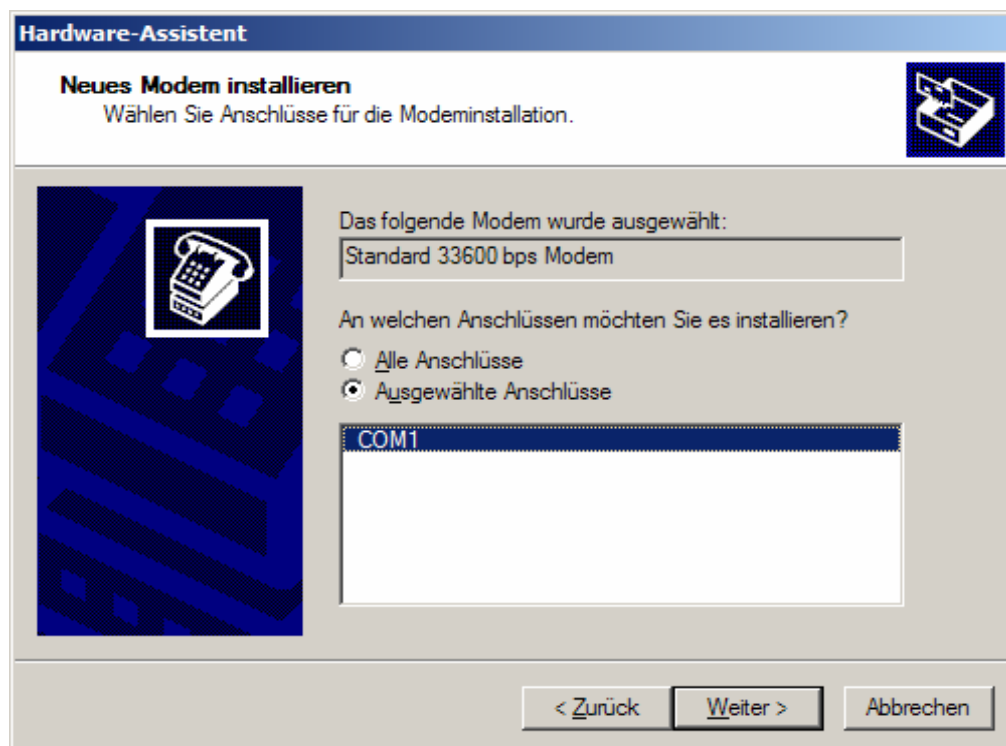 Hardware-Assistent
Neues Modem installieren
Wählen Sie Anschlüsse für die Modeminstallation.
Das folgende Modem wurde ausgewählt:
Standard 33600 bps Modem
An welchen Anschlüssen möchten Sie es installieren?
Alle Anschlüsse
Ausgewählte Anschlüsse
COM1
< Zurück Weiter > Abbrechen